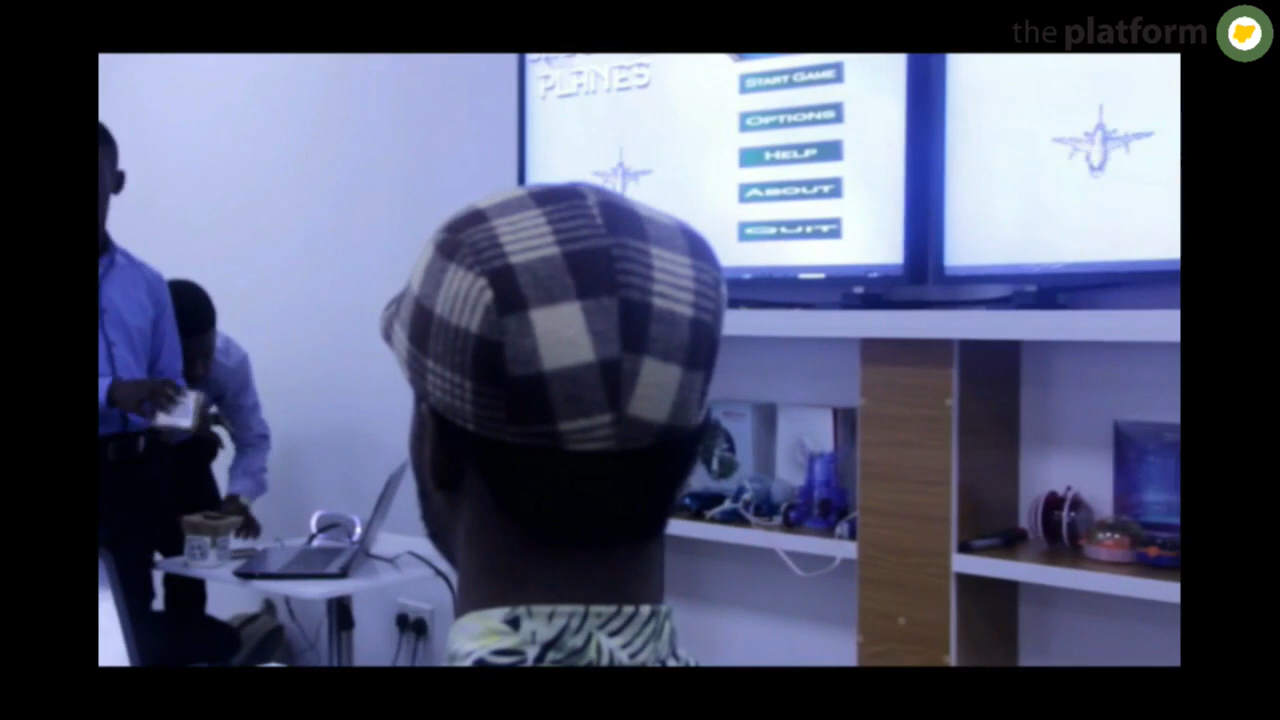 the platform
PLANES
START GAME
OPTIONS
HELP
ABOUT
QUIT